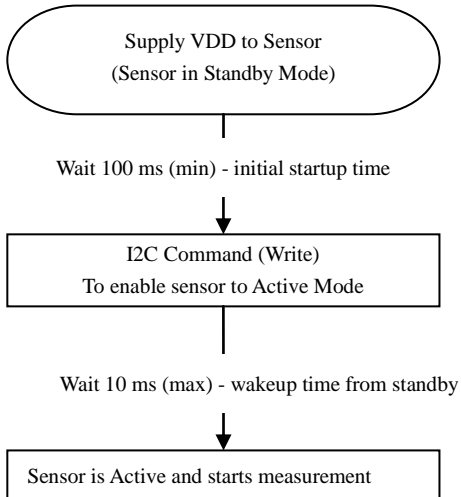 Supply VDD to Sensor
(Sensor in Standby Mode)
Wait 100 ms (min) - initial startup time
I2C Command (Write)
To enable sensor to Active Mode
Wait 10 ms (max) - wakeup time from standby
Sensor is Active and starts measurement